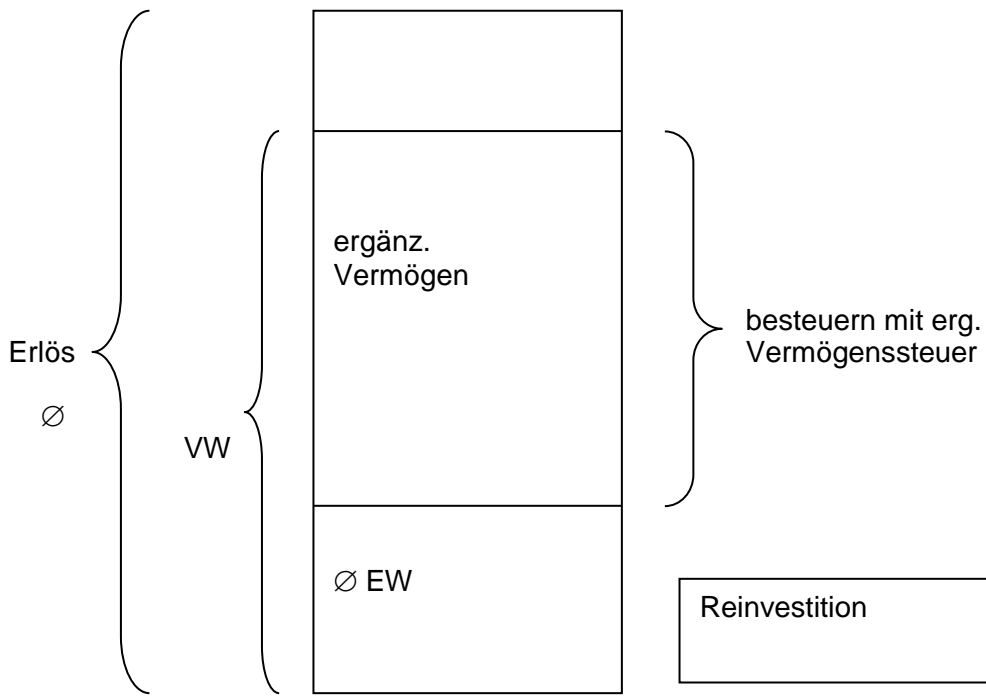 ergänz.
Vermögen
besteuern mit erg.
Vermögenssteuer
Erlös
∅
VW
∅ EW
Reinvestition